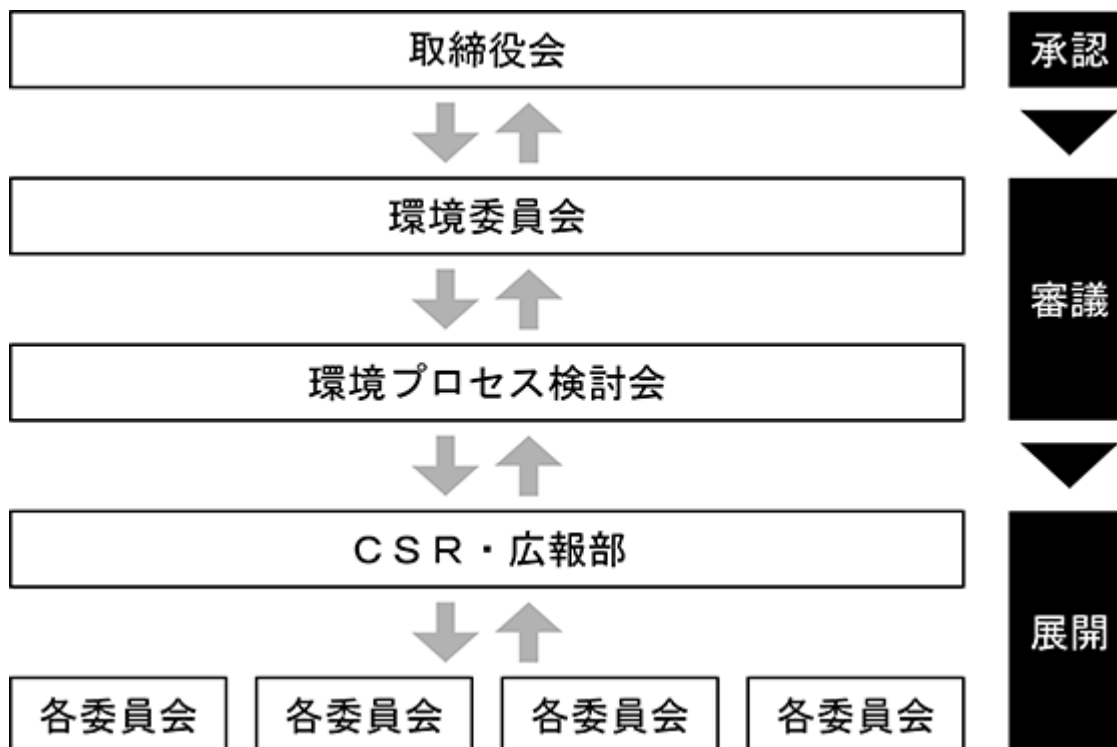 取締役会
承認
環境委員会
審議
環境プロセス検討会
ＣＳＲ・広報部
展開
各委員会
各委員会
各委員会
各委員会